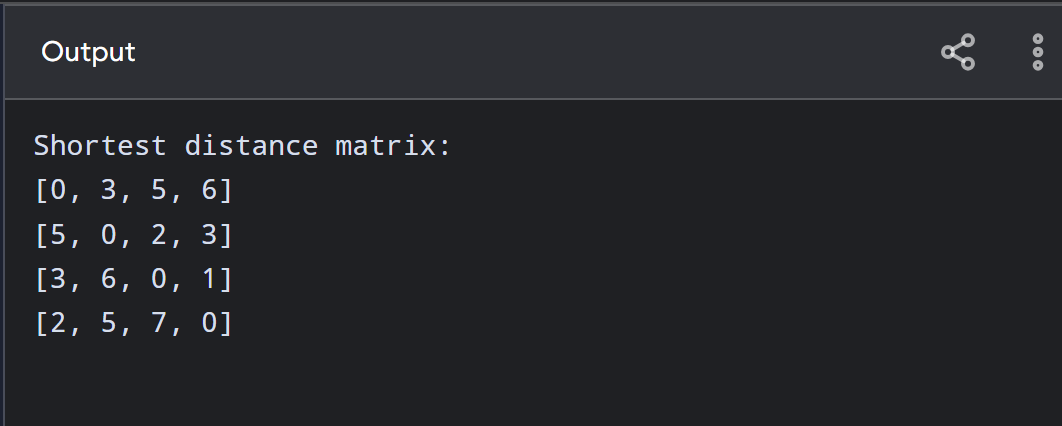 Output
Shortest distance matrix:
[0, 3, 5, 6]
[5, 0, 2, 3]
[3, 6, 0, 1]
[2, 5, 7, 0]